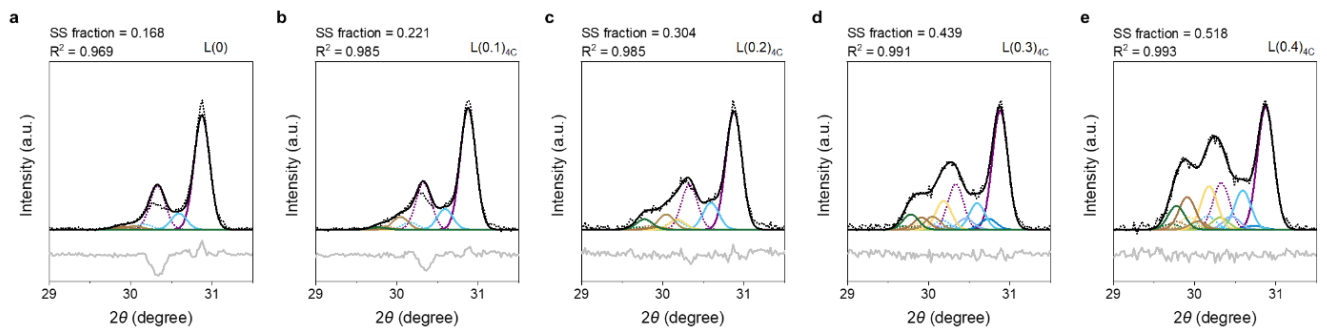 a
SS fraction = 0.168
R² = 0.969
L(0)
Intensity (a.u.)
29 30 31
2θ (degree)
b
SS fraction = 0.221
R² = 0.985
L(0.1)₄C
Intensity (a.u.)
29 30 31
2θ (degree)
c
SS fraction = 0.304
R² = 0.985
L(0.2)₄C
Intensity (a.u.)
29 30 31
2θ (degree)
d
SS fraction = 0.439
R² = 0.991
L(0.3)₄C
Intensity (a.u.)
29 30 31
2θ (degree)
e
SS fraction = 0.518
R² = 0.993
L(0.4)₄C
Intensity (a.u.)
29 30 31
2θ (degree)